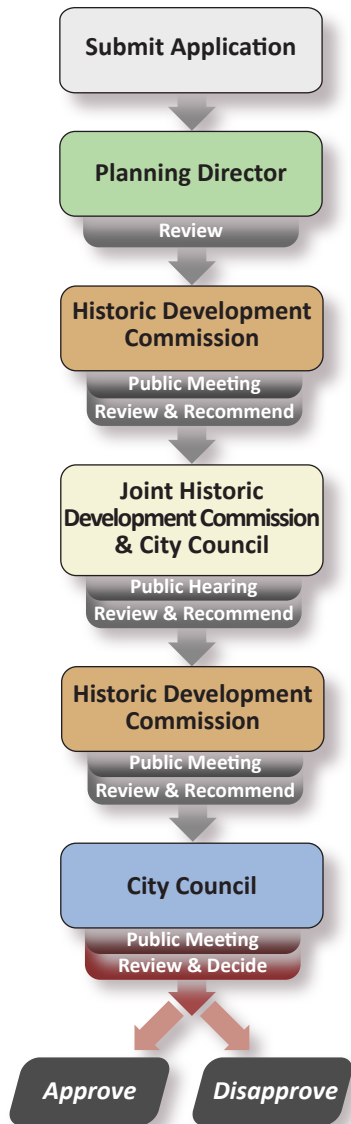 Submit Application
Planning Director
Review
Historic Development
Commission
Public Meeting
Review & Recommend
Joint Historic
Development Commission
& City Council
Public Hearing
Review & Recommend
Historic Development
Commission
Public Meeting
Review & Recommend
City Council
Public Meeting
Review & Decide
Approve
Disapprove